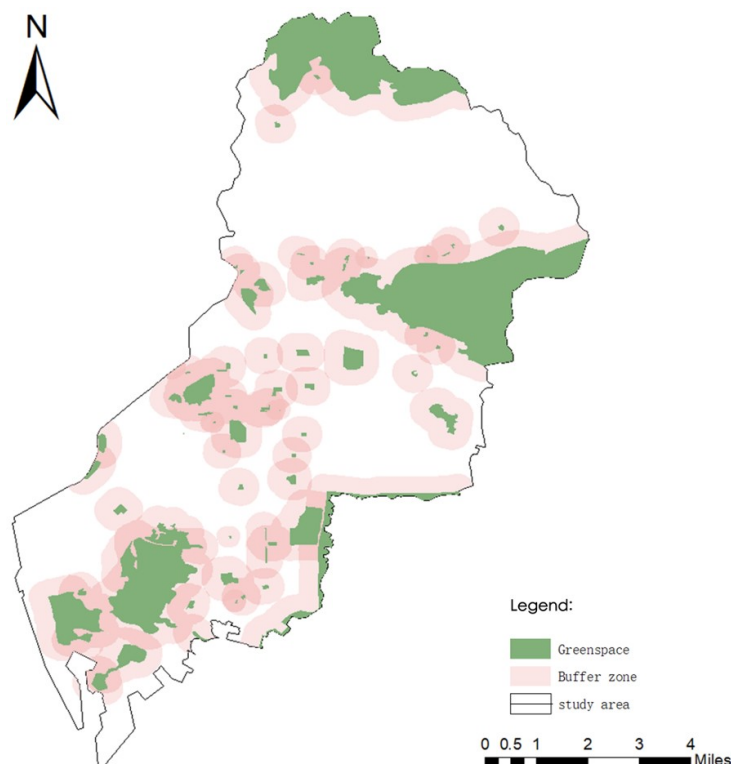 N
Legend:
Greenspace
Buffer zone
study area
0 0.5 1 2 3 4
Miles